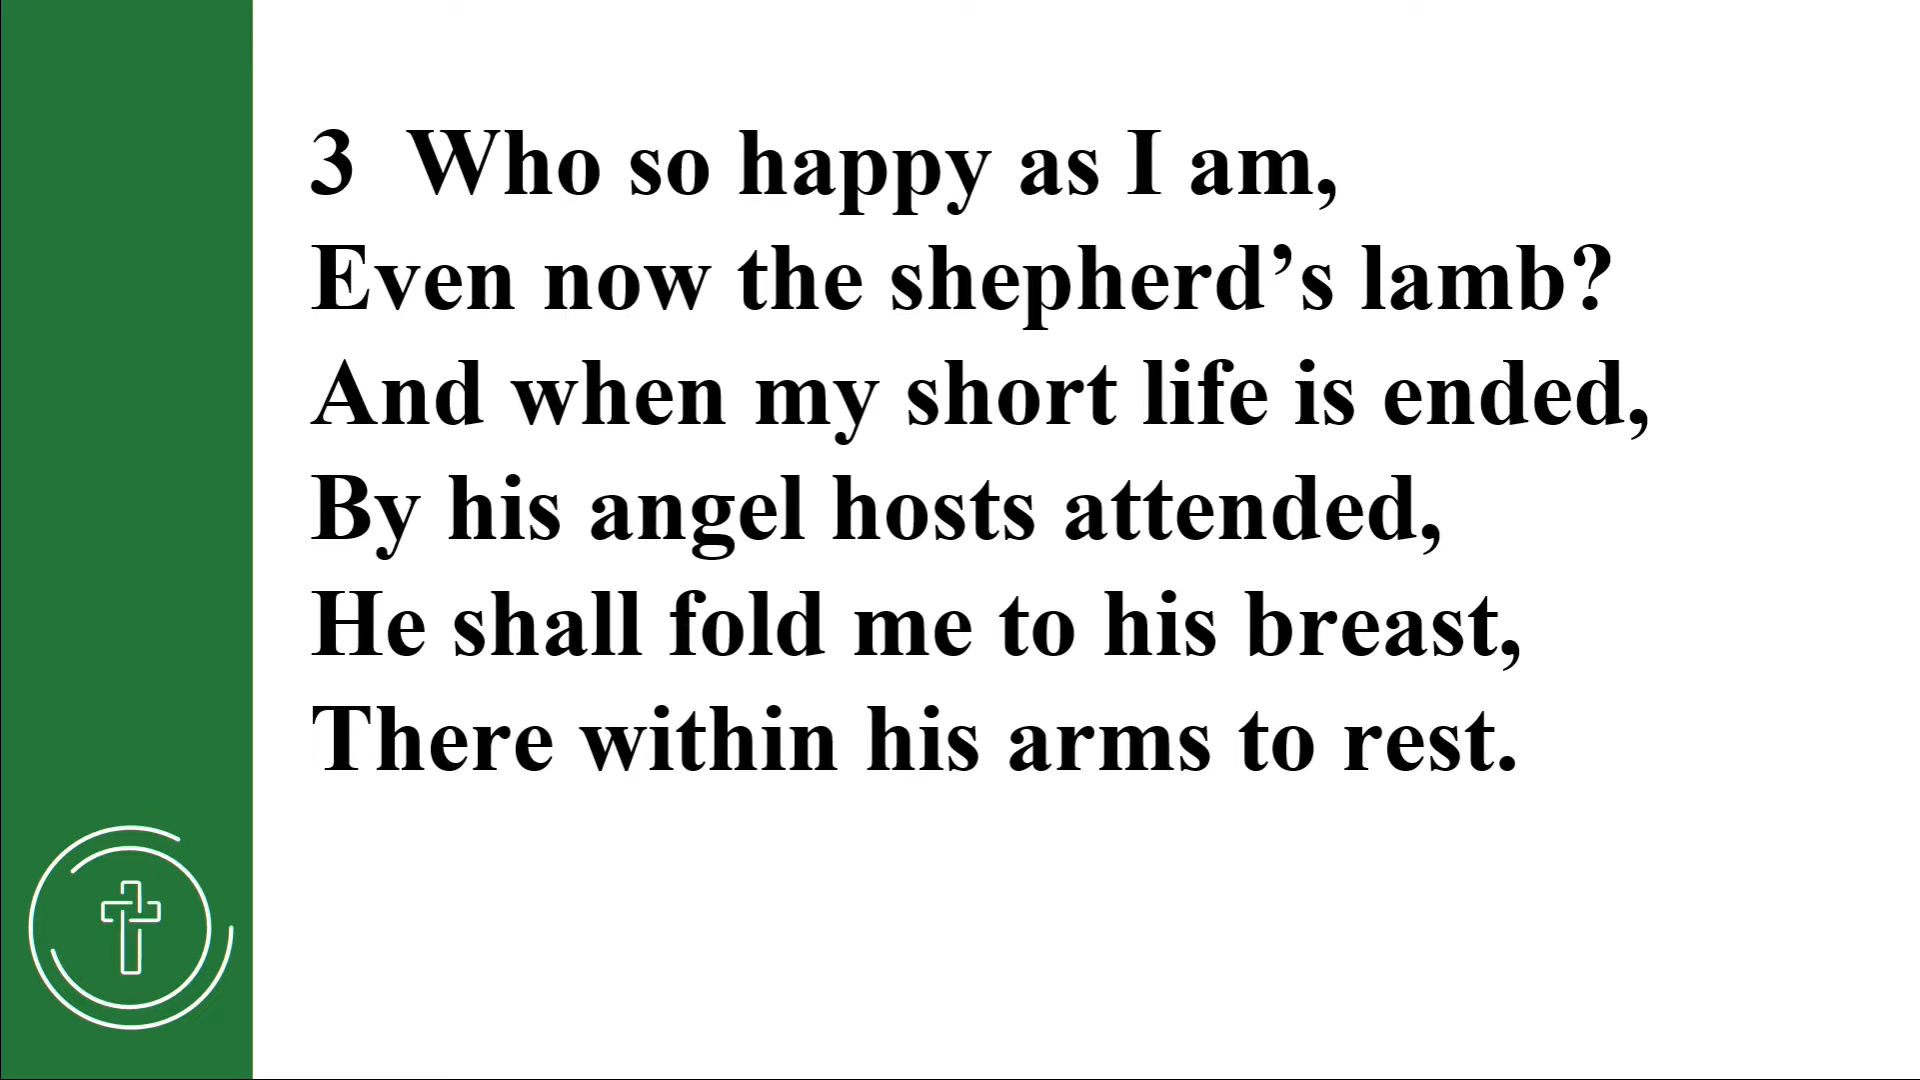 3 Who so happy as I am,
Even now the shepherd’s lamb?
And when my short life is ended,
By his angel hosts attended,
He shall fold me to his breast,
There within his arms to rest.